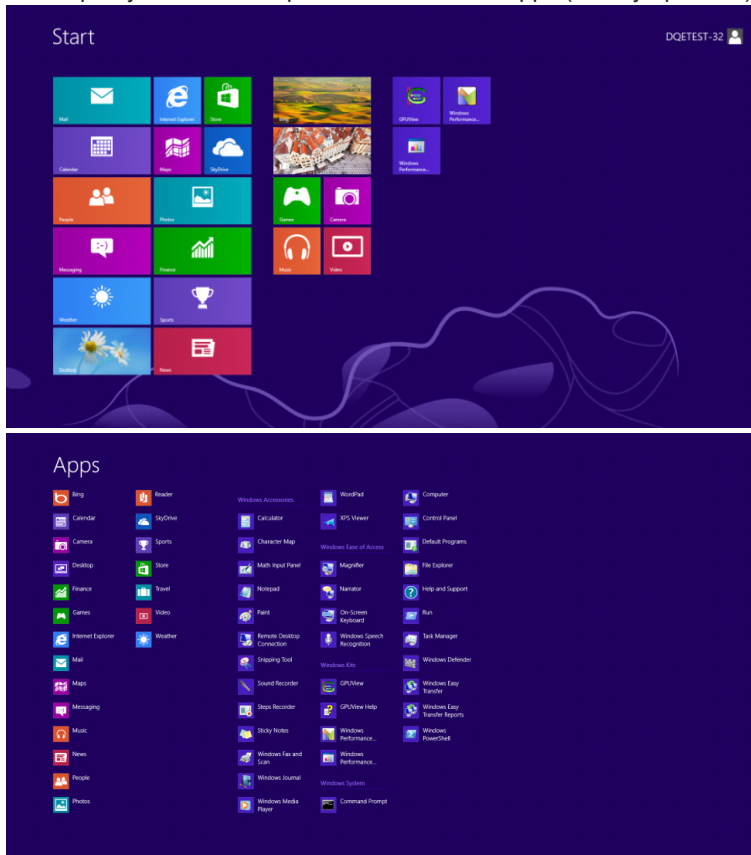 Start
DQETEST-32
Mail
Internet Explorer
Store
Bing
GPUView
Windows
Performance...
Calendar
Maps
SkyDrive
Windows
Performance...
People
Photos
Games
Camera
Messaging
Finance
Music
Video
Weather
Sports
Desktop
News
Apps
Bing
Calendar
Camera
Desktop
Finance
Games
Internet Explorer
Mail
Maps
Messaging
Music
News
People
Photos
Reader
SkyDrive
Sports
Store
Travel
Video
Weather
Windows Accessories
Calculator
Character Map
Math Input Panel
Notepad
Paint
Remote Desktop
Connection
Snipping Tool
Sound Recorder
Steps Recorder
Sticky Notes
Windows Fax and
Scan
Windows Journal
Windows Media
Player
WordPad
XPS Viewer
Windows Ease of Access
Magnifier
Narrator
On-Screen
Keyboard
Windows Speech
Recognition
Windows Kits
GPUView
GPUView Help
Windows
Performance...
Windows
Performance...
Windows System
Command Prompt
Computer
Control Panel
Default Programs
File Explorer
Help and Support
Run
Task Manager
Windows Defender
Windows Easy
Transfer
Windows Easy
Transfer Reports
Windows
PowerShell